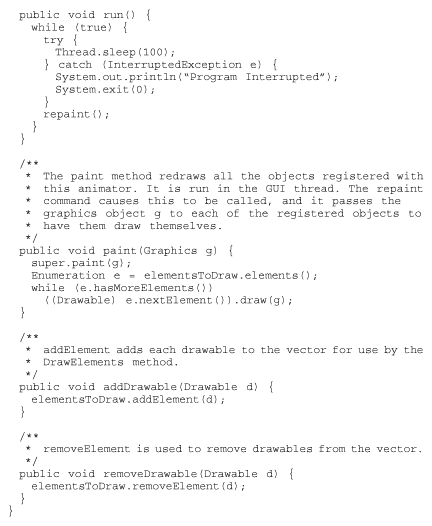 public void run() {
while (true) {
try {
Thread.sleep(100);
} catch (InterruptedException e) {
System.out.println(“Program Interrupted”);
System.exit(0);
}
repaint();
}
}
/**
* The paint method redraws all the objects registered with
* this animator. It is run in the GUI thread. The repaint
* command causes this to be called, and it passes the
* graphics object g to each of the registered objects to
* have them draw themselves.
*/
public void paint(Graphics g) {
super.paint(g);
Enumeration e = elementsToDraw.elements();
while (e.hasMoreElements())
((Drawable) e.nextElement()).draw(g);
}
/**
* addElement adds each drawable to the vector for use by the
* DrawElements method.
*/
public void addDrawable(Drawable d) {
elementsToDraw.addElement(d);
}
/**
* removeElement is used to remove drawables from the vector.
*/
public void removeDrawable(Drawable d) {
elementsToDraw.removeElement(d);
}
}